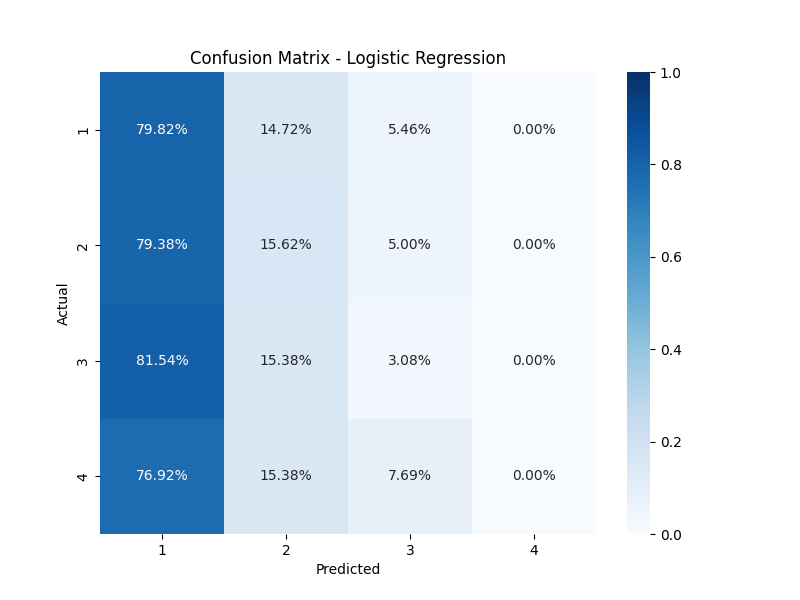 Confusion Matrix - Logistic Regression
1.0
1 79.82% 14.72% 5.46% 0.00%
0.8
2 79.38% 15.62% 5.00% 0.00%
0.6
Actual
3 81.54% 15.38% 3.08% 0.00%
0.4
0.2
4 76.92% 15.38% 7.69% 0.00%
0.0
1 2 3 4
Predicted